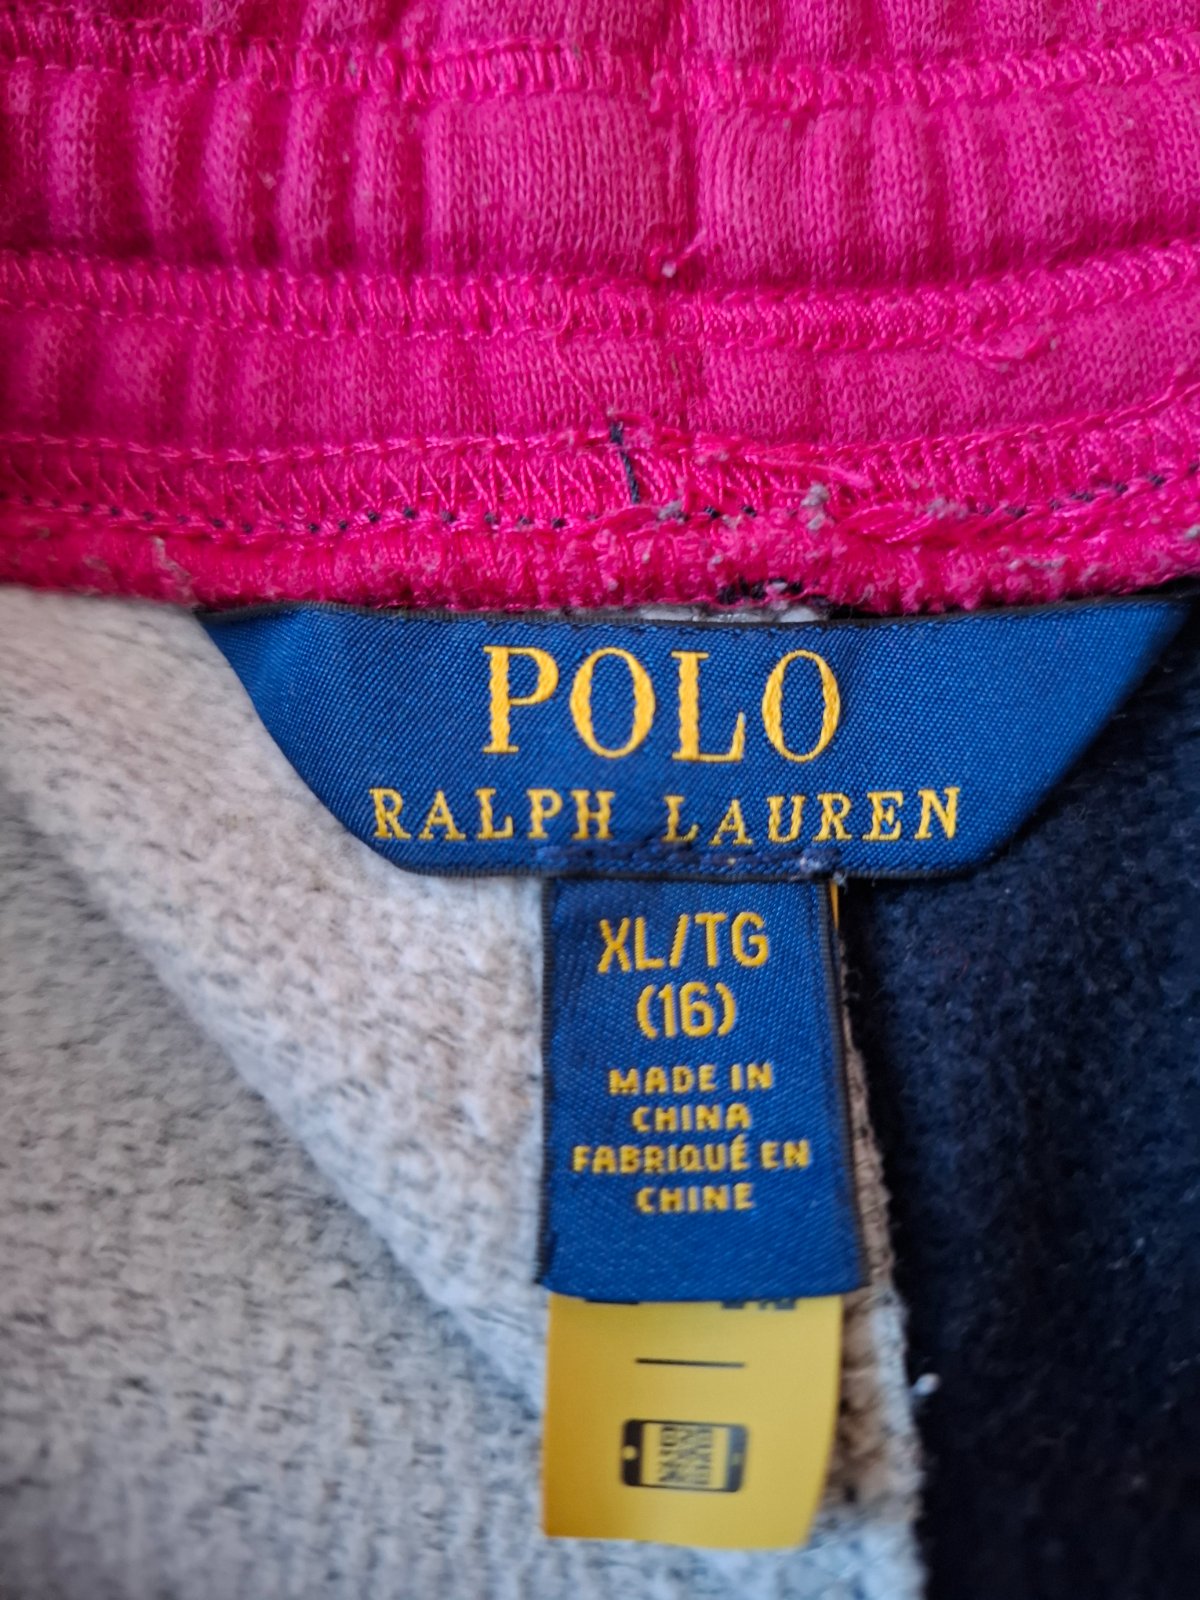 POLO
RALPH LAUREN
XL/TG
(16)
MADE IN
CHINA
FABRIQUÉ EN
CHINE